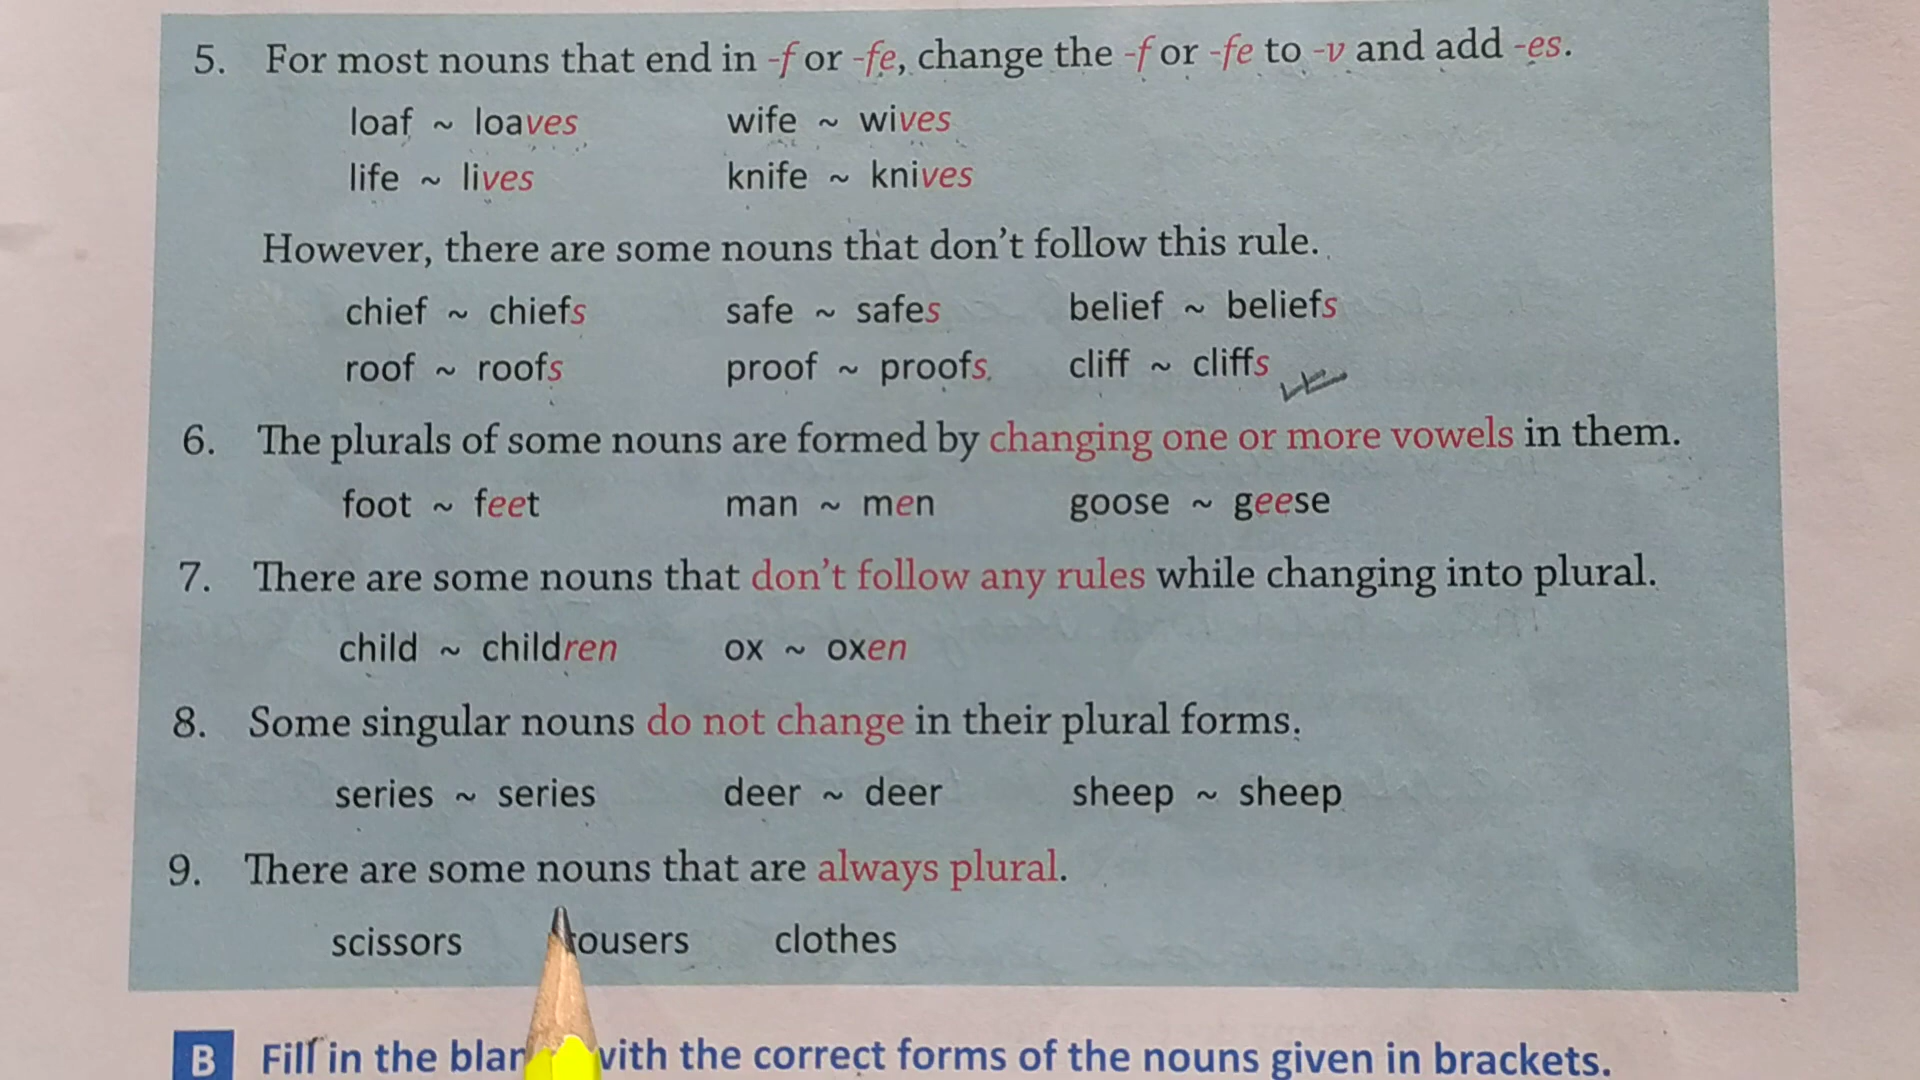 5. For most nouns that end in -f or -fe, change the -f or -fe to -v and add -es.
loaf ~ loaves wife ~ wives
life ~ lives knife ~ knives
However, there are some nouns that don't follow this rule.
chief ~ chiefs safe ~ safes belief ~ beliefs
roof ~ roofs proof ~ proofs cliff ~ cliffs
6. The plurals of some nouns are formed by changing one or more vowels in them.
foot ~ feet man ~ men goose ~ geese
7. There are some nouns that don't follow any rules while changing into plural.
child ~ children ox ~ oxen
8. Some singular nouns do not change in their plural forms.
series ~ series deer ~ deer sheep ~ sheep
9. There are some nouns that are always plural.
scissors trousers clothes
B Fill in the blanks with the correct forms of the nouns given in brackets.